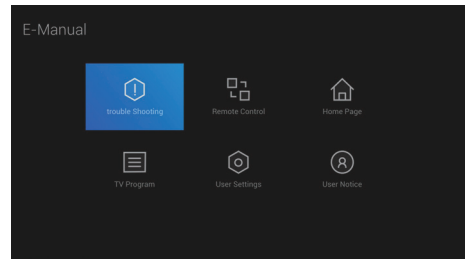 E-Manual
trouble Shooting
Remote Control
Home Page
TV Program
User Settings
User Notice